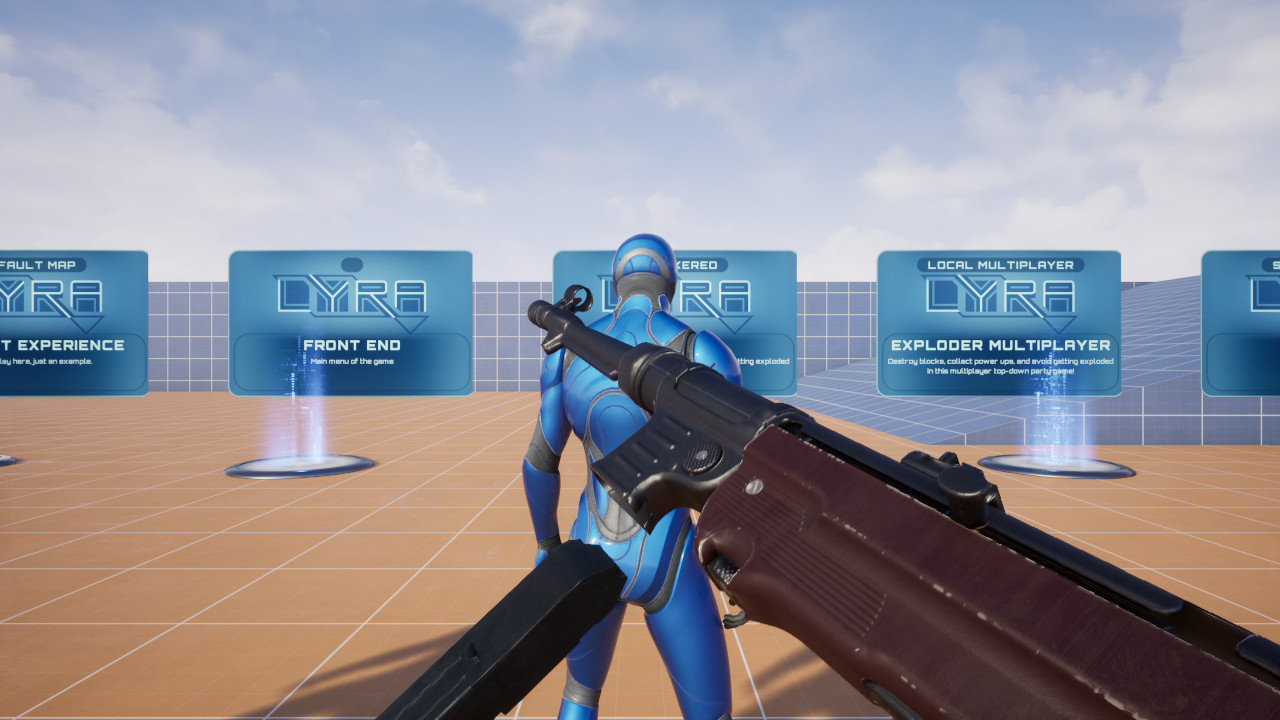 FAULT MAP
YRA
T EXPERIENCE
lay here, just an example.
LYRA
FRONT END
Main menu of the game
KERED
RA
tting exploded
LOCAL MULTIPLAYER
LYRA
EXPLODER MULTIPLAYER
Destroy blocks, collect power ups, and avoid getting exploded
in this multiplayer top-down party game!
S
L